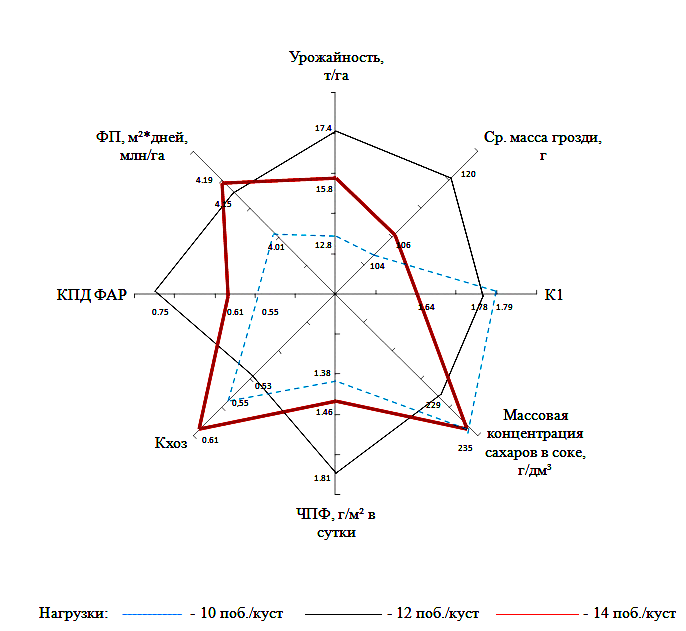 Урожайность,
т/га
ФП, м²*дней,
млн/га
Ср. масса грозди,
г
17.4
120
4.19
15.8
4.25
106
4.01
12.8
104
КПД ФАР
К1
0.75
0.61
0.55
1.64
1.78
1.79
1.38
0.53
0.55
229
1.46
Массовая
концентрация
сахаров в соке,
г/дм³
Кхоз
0.61
235
1.81
ЧПФ, г/м² в
сутки
Нагрузки: - 10 поб./куст - 12 поб./куст - 14 поб./куст